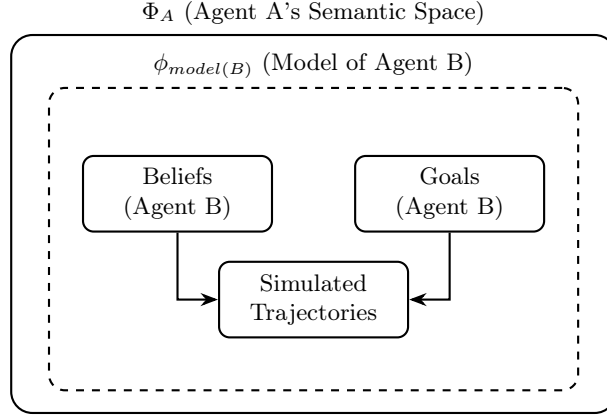 Φ_A (Agent A's Semantic Space)
ϕ_model(B) (Model of Agent B)
Beliefs
(Agent B)
Goals
(Agent B)
Simulated
Trajectories